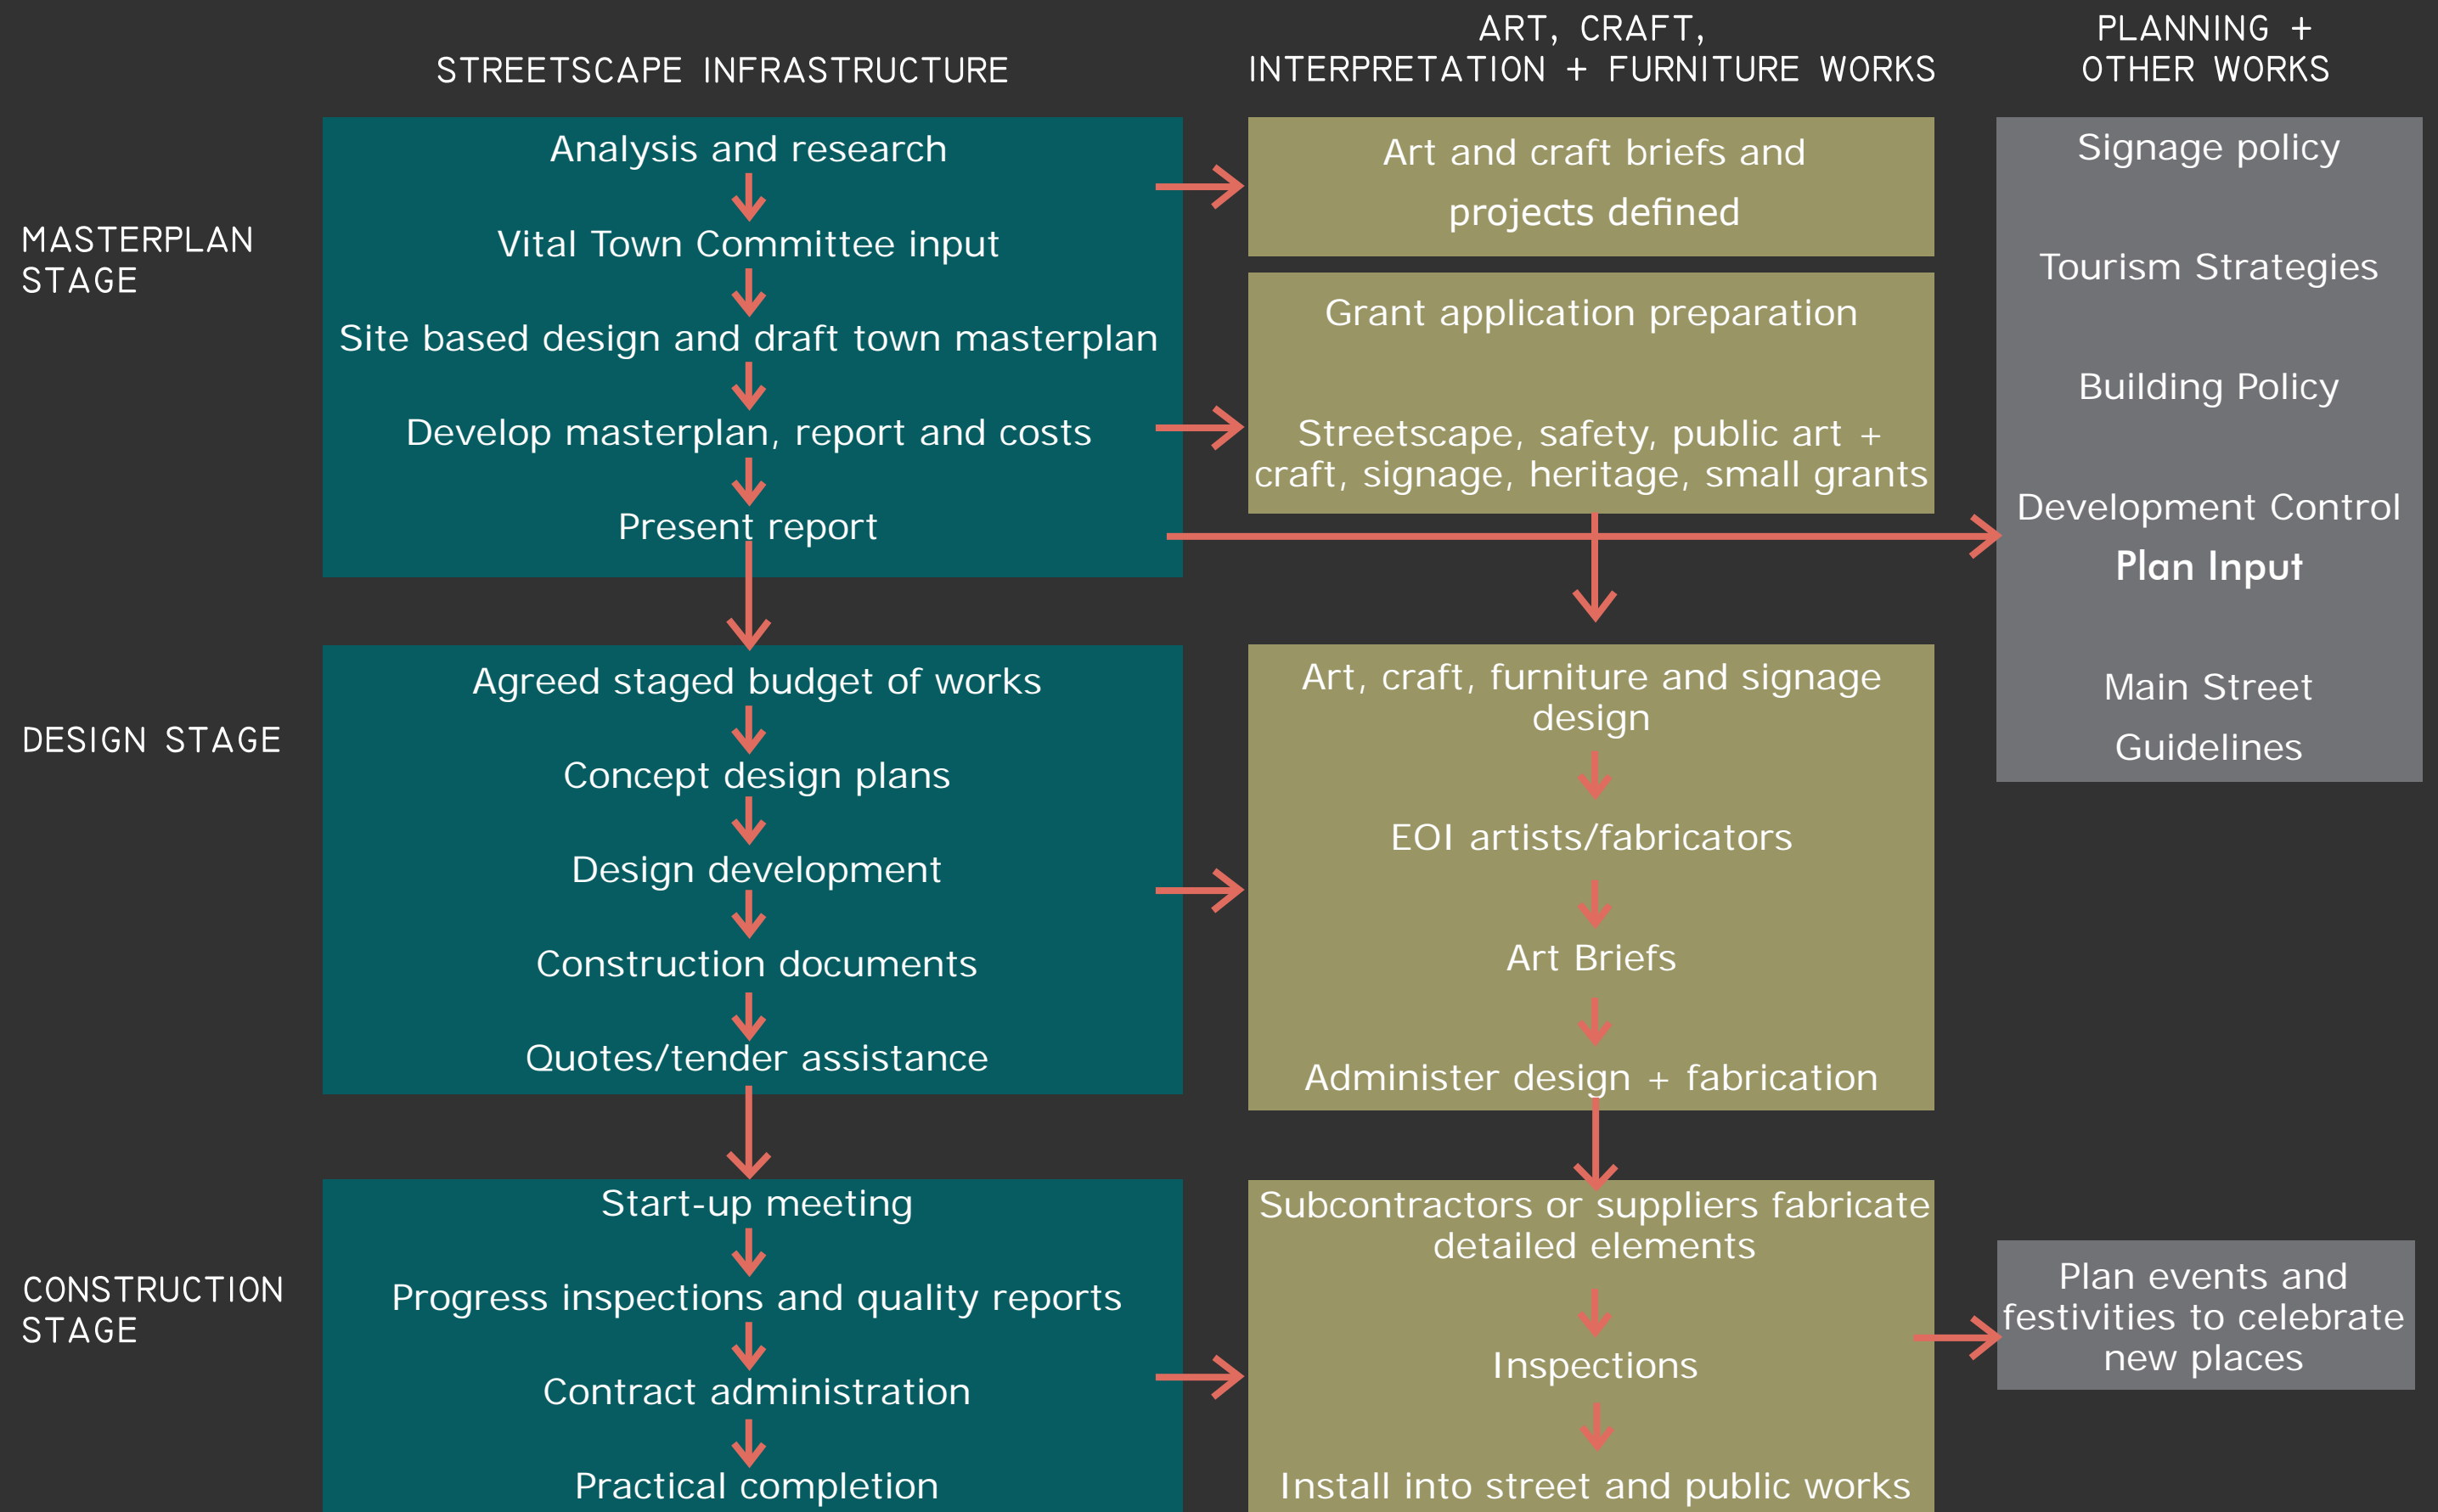 STREETSCAPE INFRASTRUCTURE
ART, CRAFT,
INTERPRETATION + FURNITURE WORKS
PLANNING +
OTHER WORKS
MASTERPLAN
STAGE
Analysis and research
Vital Town Committee input
Site based design and draft town masterplan
Develop masterplan, report and costs
Present report
Art and craft briefs and
projects defined
Grant application preparation
Streetscape, safety, public art +
craft, signage, heritage, small grants
Signage policy
Tourism Strategies
Building Policy
Development Control
Plan Input
Main Street
Guidelines
DESIGN STAGE
Agreed staged budget of works
Concept design plans
Design development
Construction documents
Quotes/tender assistance
Art, craft, furniture and signage
design
EOI artists/fabricators
Art Briefs
Administer design + fabrication
CONSTRUCTION
STAGE
Start-up meeting
Progress inspections and quality reports
Contract administration
Practical completion
Subcontractors or suppliers fabricate
detailed elements
Inspections
Install into street and public works
Plan events and
festivities to celebrate
new places